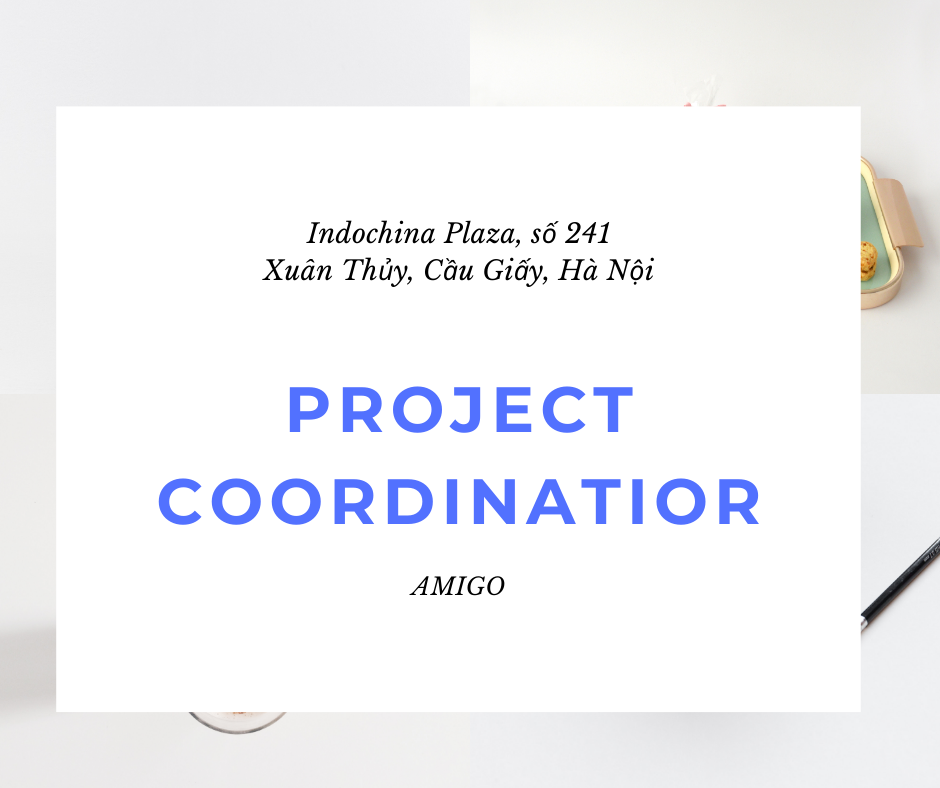 Indochina Plaza, số 241
Xuân Thủy, Cầu Giấy, Hà Nội
PROJECT
COORDINATIOR
AMIGO